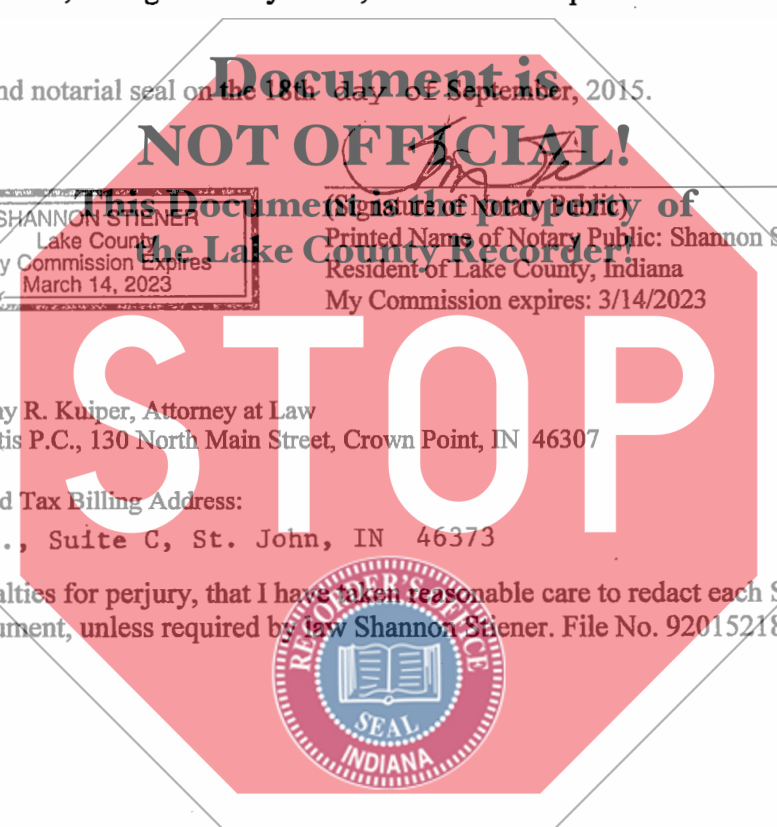 Document is
nd notarial seal on the 18th day of September, 2015.
NOT OFFICIAL!
This Document is the property of
the Lake County Recorder!
SHANNON STIENER
Lake County
y Commission Expires
March 14, 2023
(Signature of Notary Public)
Printed Name of Notary Public: Shannon S
Resident of Lake County, Indiana
My Commission expires: 3/14/2023
STOP
y R. Kuiper, Attorney at Law
tis P.C., 130 North Main Street, Crown Point, IN 46307
d Tax Billing Address:
., Suite C, St. John, IN 46373
alties for perjury, that I have taken reasonable care to redact each S
ument, unless required by law Shannon Stiener. File No. 92015218
RECORDER'S OFFICE
SEAL
INDIANA